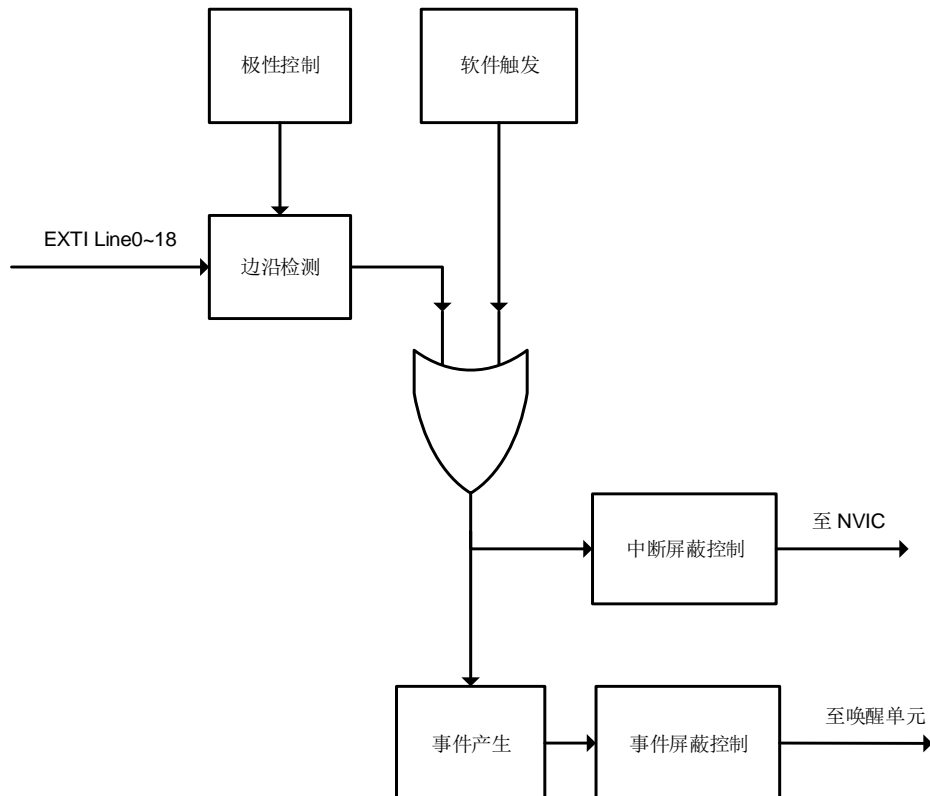 极性控制
软件触发
EXTI Line0~18
边沿检测
至 NVIC
中断屏蔽控制
至唤醒单元
事件产生
事件屏蔽控制